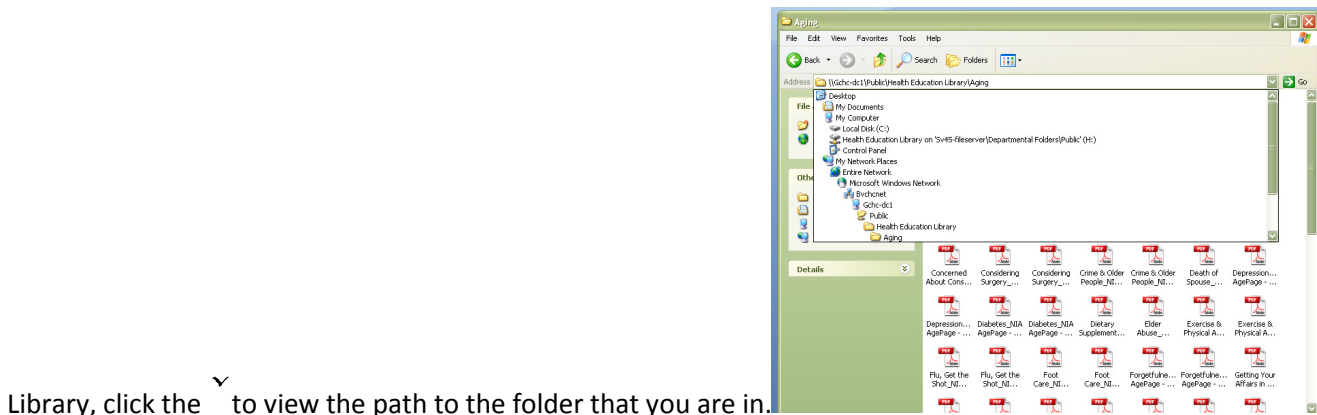 Aging
File Edit View Favorites Tools Help
Back Search Folders
Address \\Gchc-dc1\Public\Health Education Library\Aging Go
Desktop
File
My Documents
My Computer
Local Disk (C:)
Health Education Library on 'Sv45-fileserver\Departmental Folders\Public' (H:)
Control Panel
My Network Places
Entire Network
Othe
Microsoft Windows Network
Bvchcnet
Gchc-dc1
Public
Health Education Library
Aging
Details
Concerned Considering Considering Crime & Older Crime & Older Death of Depression...
About Cons... Surgery_... Surgery_... People_NI... People_NI... Spouse_... AgePage - ...
Depression... Diabetes_NIA Diabetes_NIA Dietary Elder Exercise & Exercise &
AgePage - ... AgePage - ... AgePage - ... Supplement... Abuse_... Physical A... Physical A...
Flu, Get the Flu, Get the Foot Foot Forgetfulne... Forgetfulne... Getting Your
Shot_NI... Shot_NI... Care_NI... Care_NI... AgePage - ... AgePage - ... Affairs in ...
Library, click the ˅ to view the path to the folder that you are in.